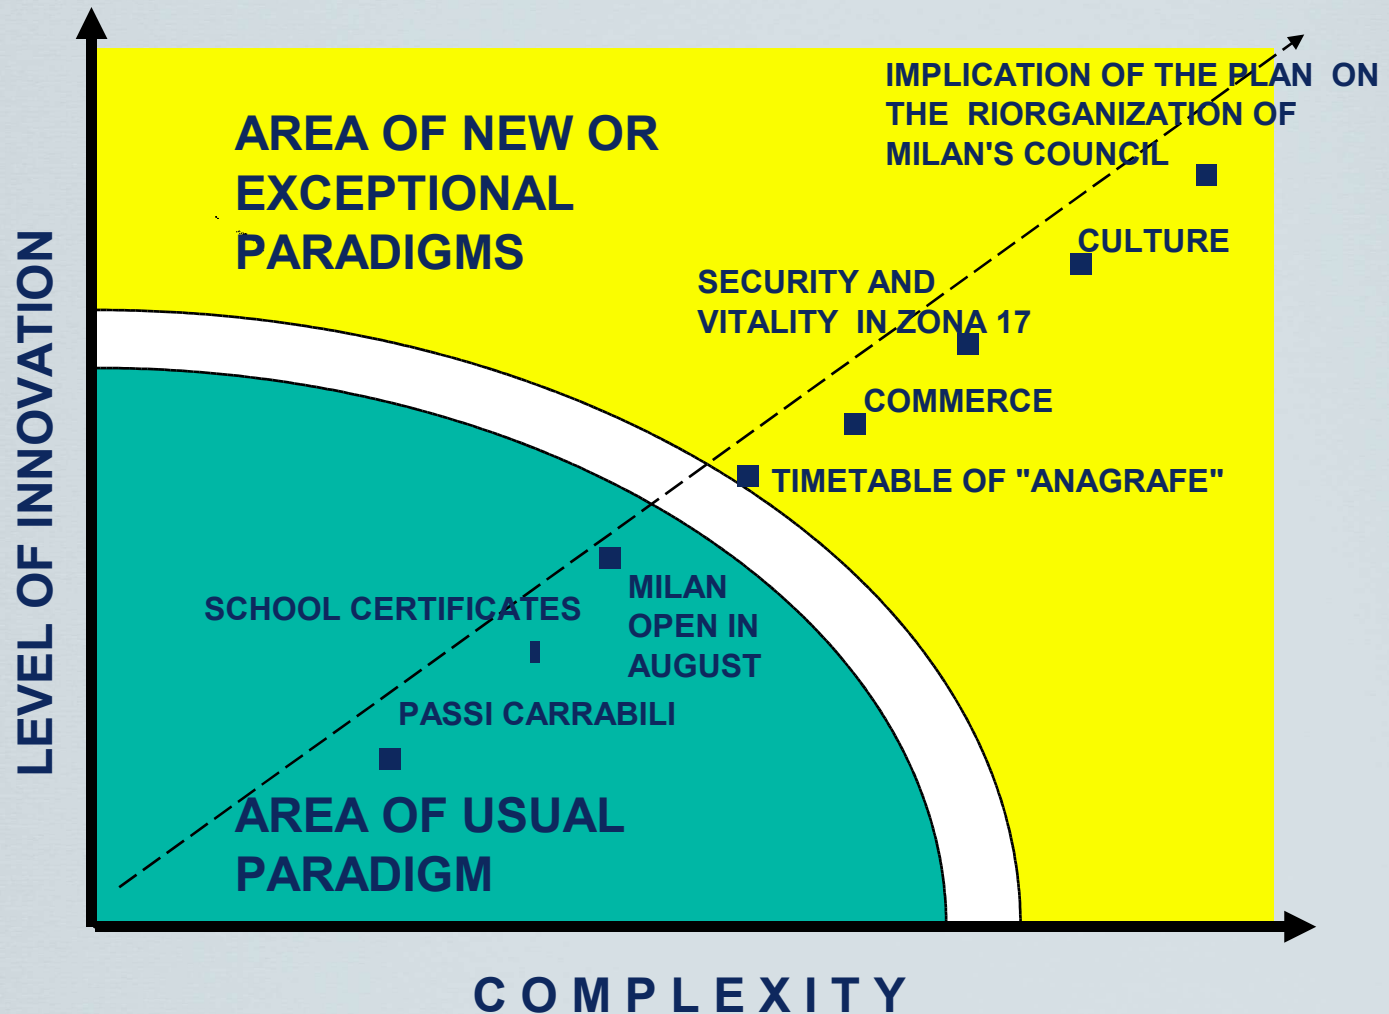 IMPLICATION OF THE PLAN ON
THE RIORGANIZATION OF
MILAN'S COUNCIL
AREA OF NEW OR
EXCEPTIONAL
PARADIGMS
CULTURE
SECURITY AND
VITALITY IN ZONA 17
COMMERCE
TIMETABLE OF "ANAGRAFE"
LEVEL OF INNOVATION
MILAN
OPEN IN
AUGUST
SCHOOL CERTIFICATES
PASSI CARRABILI
AREA OF USUAL
PARADIGM
COMPLEXITY